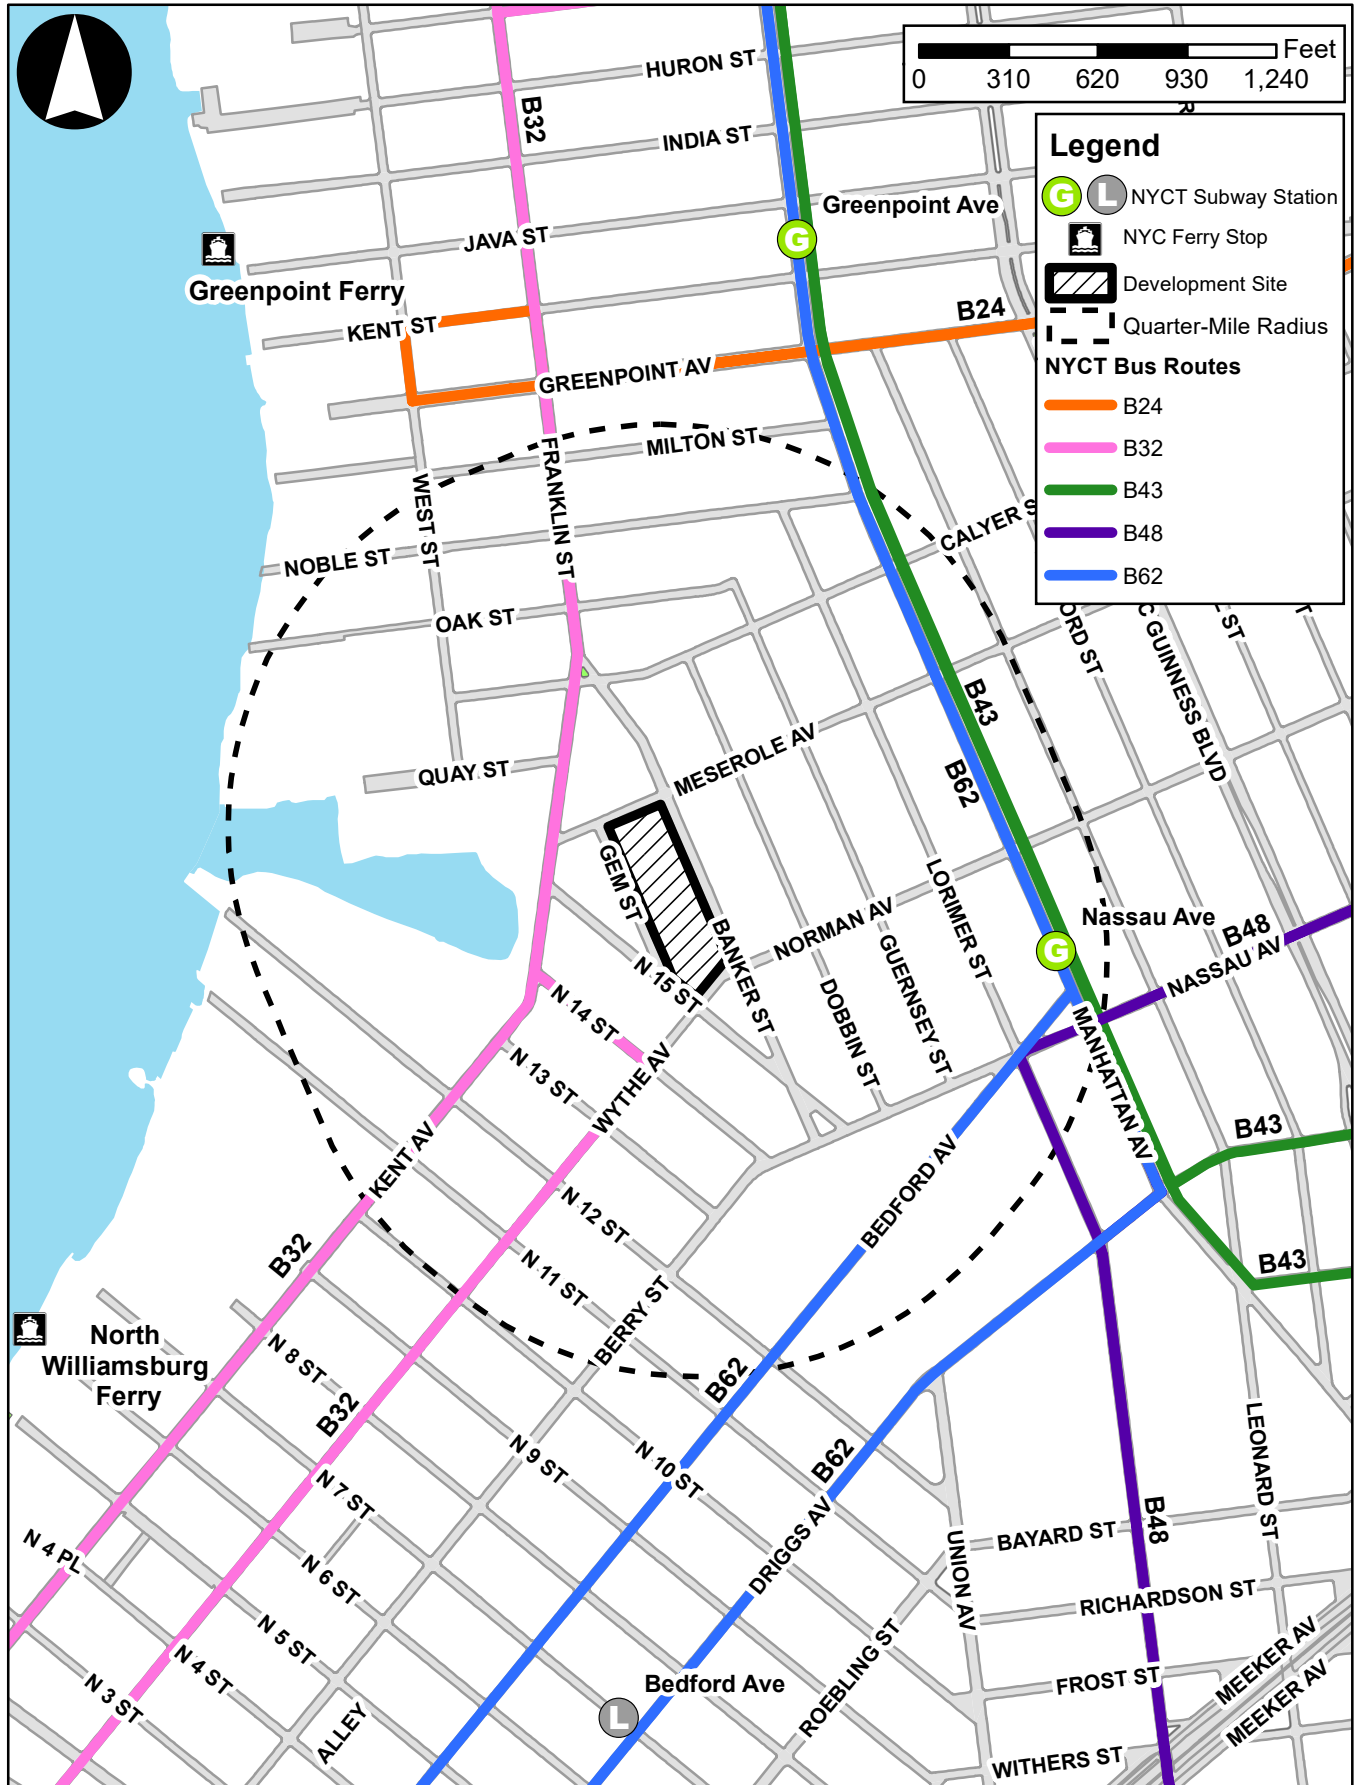 HURON ST
Feet
0 310 620 930 1,240
B32
INDIA ST
R
Legend
G L NYCT Subway Station
NYC Ferry Stop
Development Site
Quarter-Mile Radius
NYCT Bus Routes
B24
B32
B43
B48
B62
Greenpoint Ave
G
JAVA ST
Greenpoint Ferry
KENT ST
B24
GREENPOINT AV
MILTON ST
FRANKLIN ST
WEST ST
NOBLE ST
CALYER S
OAK ST
ORD ST
C GUINNESS BLVD
ST
T
B43
MESEROLE AV
QUAY ST
B62
GEM ST
LORIMER ST
NORMAN AV
BANKER ST
Nassau Ave
G
B48
NASSAU AV
GUERNSEY ST
DOBBIN ST
N 15 ST
N 14 ST
N 13 ST
WYTHE AV
MANHATTAN AV
KENT AV
B43
BEDFORD AV
N 12 ST
B32
N 11 ST
B43
BERRY ST
North
Williamsburg
Ferry
N 8 ST
B62
B32
B62
LEONARD ST
N 9 ST
N 10 ST
N 7 ST
DRIGGS AV
B48
UNION AV
BAYARD ST
N 4 PL
N 6 ST
RICHARDSON ST
N 5 ST
ROEBLING ST
N 4 ST
Bedford Ave
L
FROST ST
MEEKER AV
MEEKER AV
N 3 ST
ALLEY
WITHERS ST